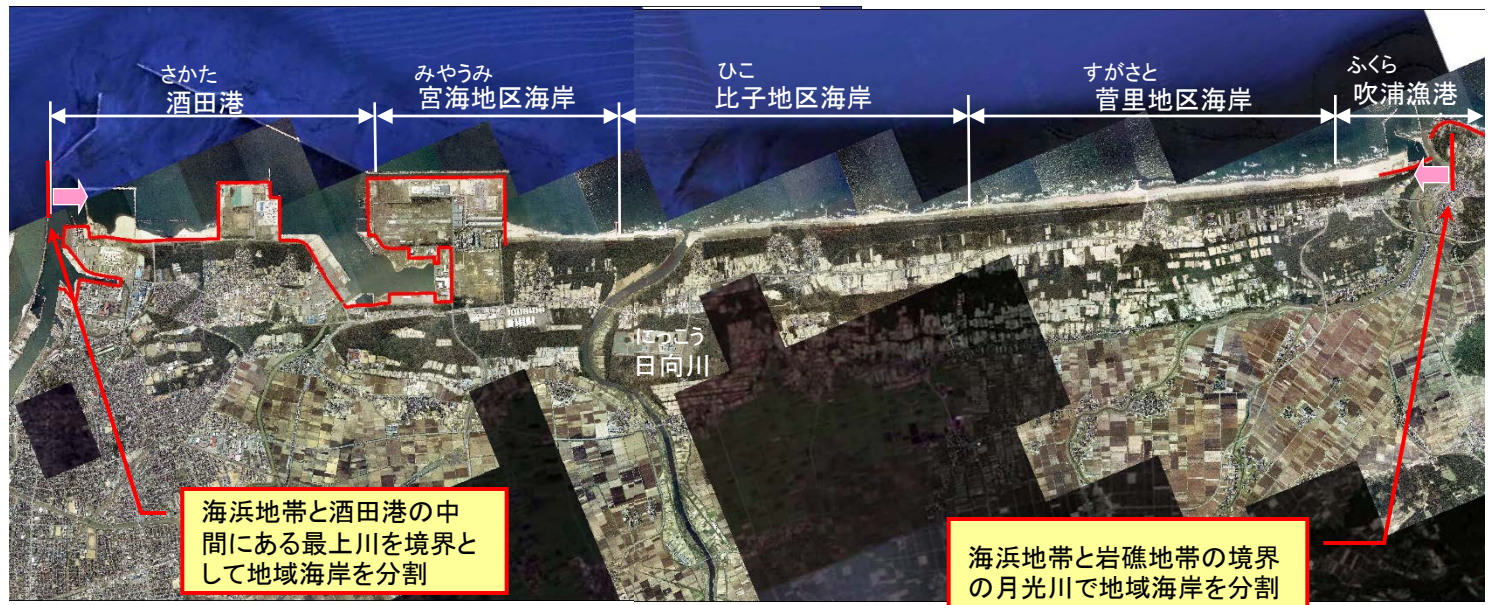 さかた
酒田港
みやうみ
宮海地区海岸
ひこ
比子地区海岸
すがさと
菅里地区海岸
ふくら
吹浦漁港
にっこう
日向川
海浜地帯と酒田港の中
間にある最上川を境界と
して地域海岸を分割
海浜地帯と岩礁地帯の境界
の月光川で地域海岸を分割